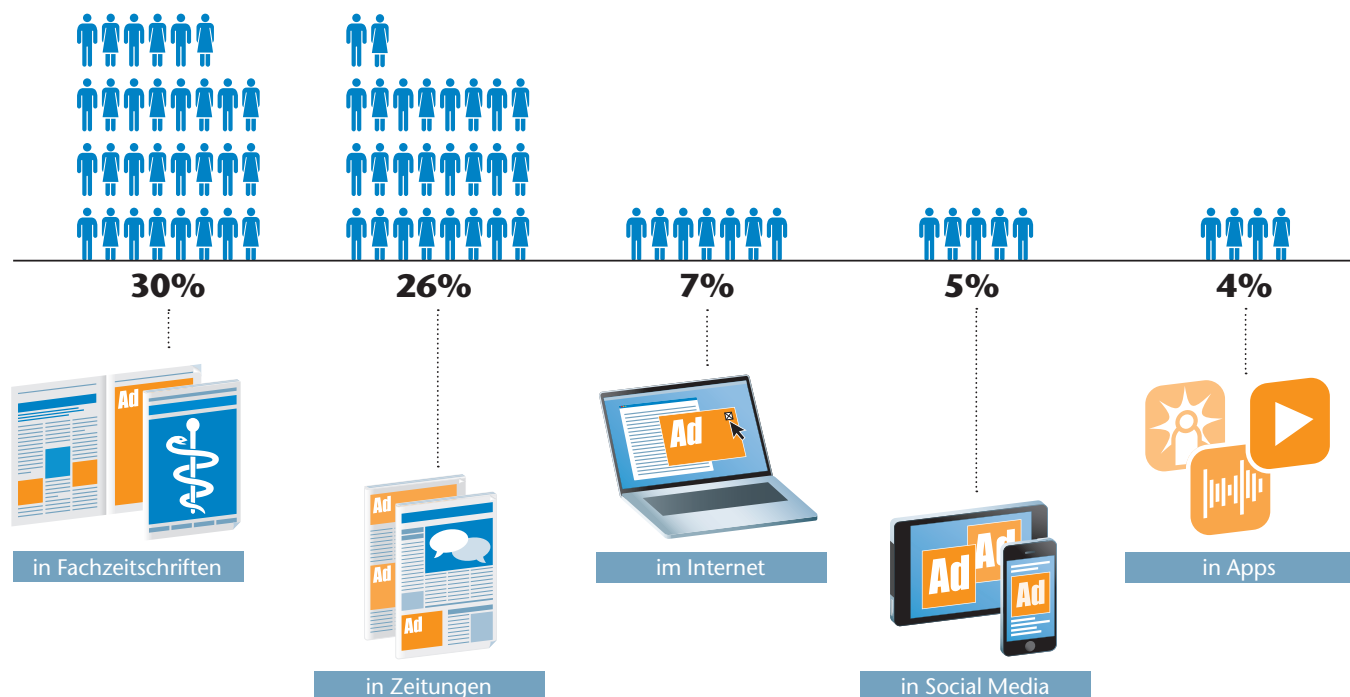 30%
26%
7%
5%
4%
Ad
Ad
Ad
Ad
Ad
Ad
Ad
Ad
in Fachzeitschriften
in Zeitungen
im Internet
in Social Media
in Apps